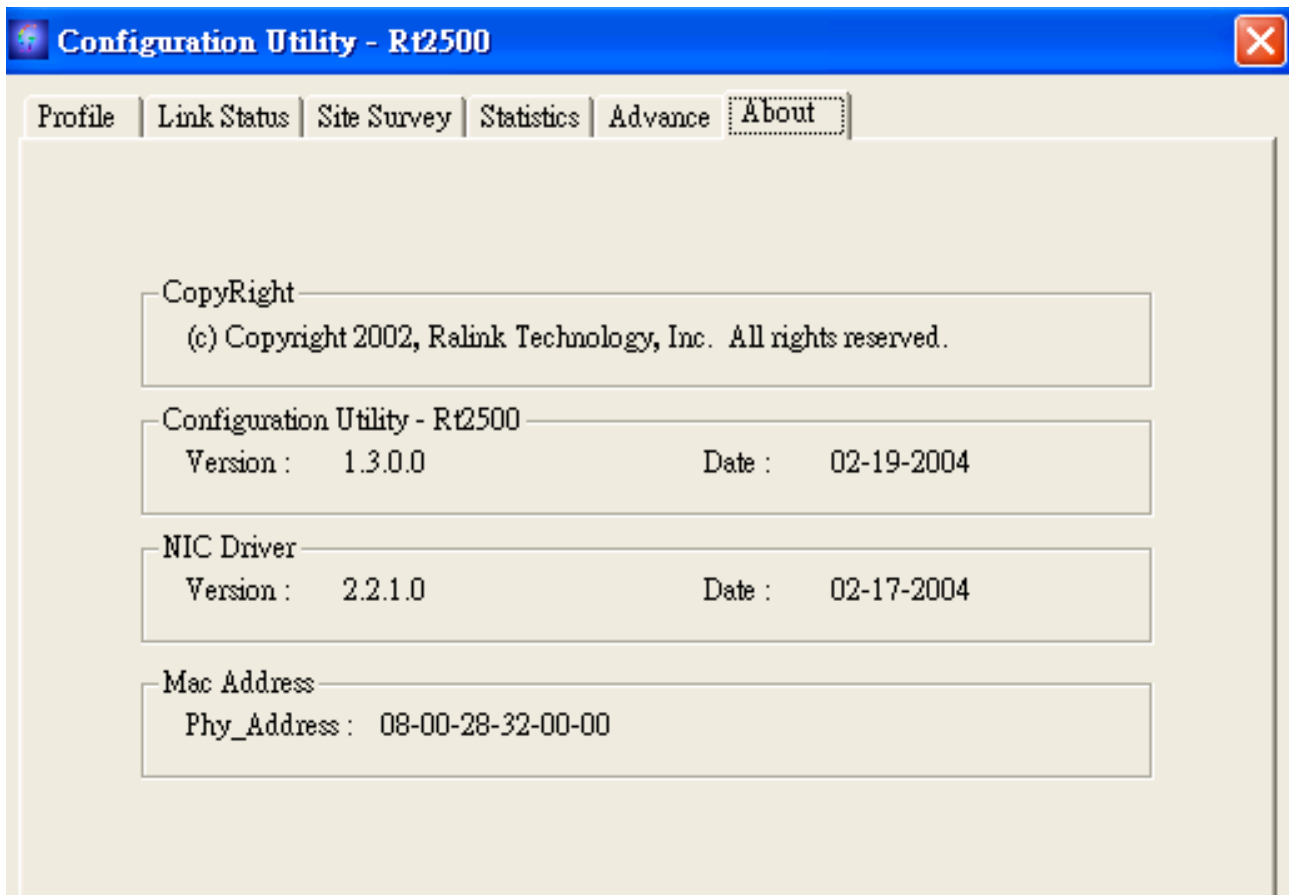 Configuration Utility - Rt2500
Profile Link Status Site Survey Statistics Advance About
CopyRight
(c) Copyright 2002, Ralink Technology, Inc. All rights reserved.
Configuration Utility - Rt2500
Version : 1.3.0.0 Date : 02-19-2004
NIC Driver
Version : 2.2.1.0 Date : 02-17-2004
Mac Address
Phy_Address : 08-00-28-32-00-00